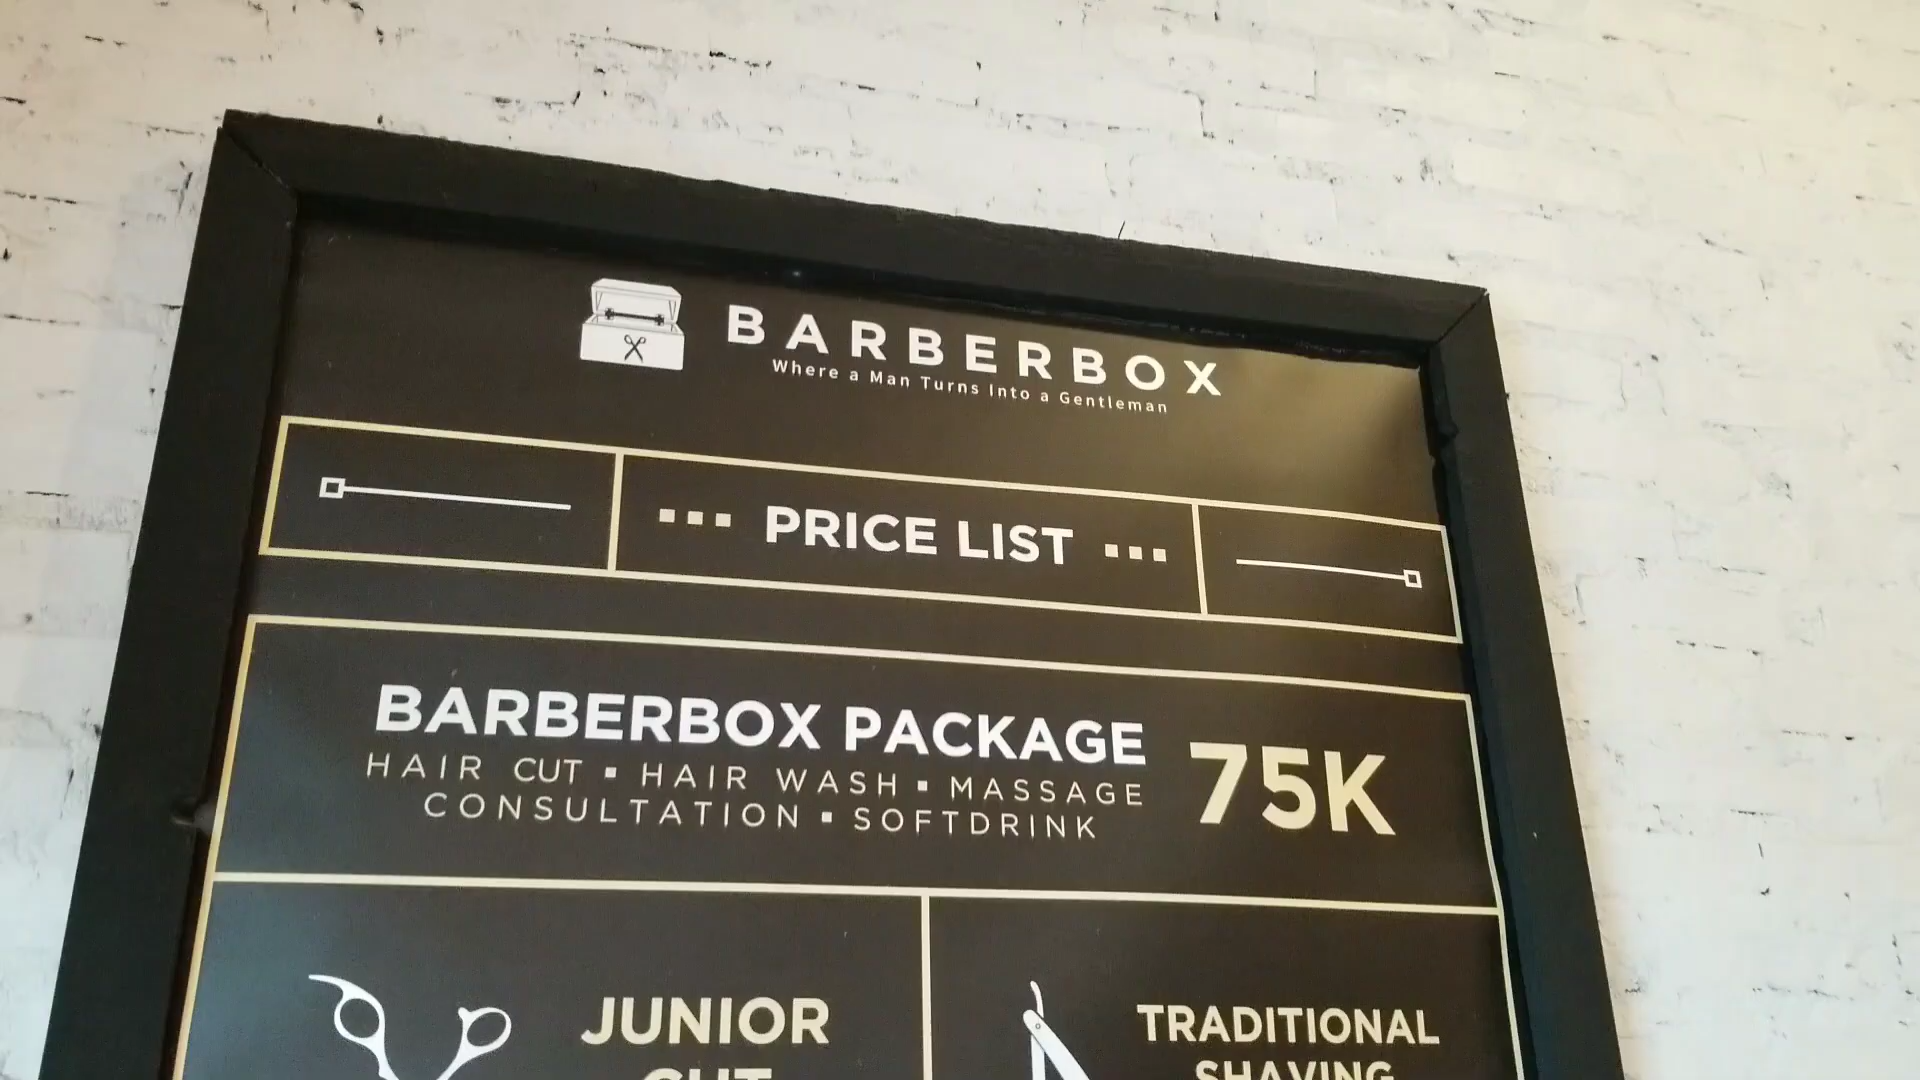 BARBERBOX
Where a Man Turns Into a Gentleman
PRICE LIST
BARBERBOX PACKAGE
HAIR CUT ▪ HAIR WASH ▪ MASSAGE
CONSULTATION ▪ SOFTDRINK
75K
JUNIOR
CUT
TRADITIONAL
SHAVING